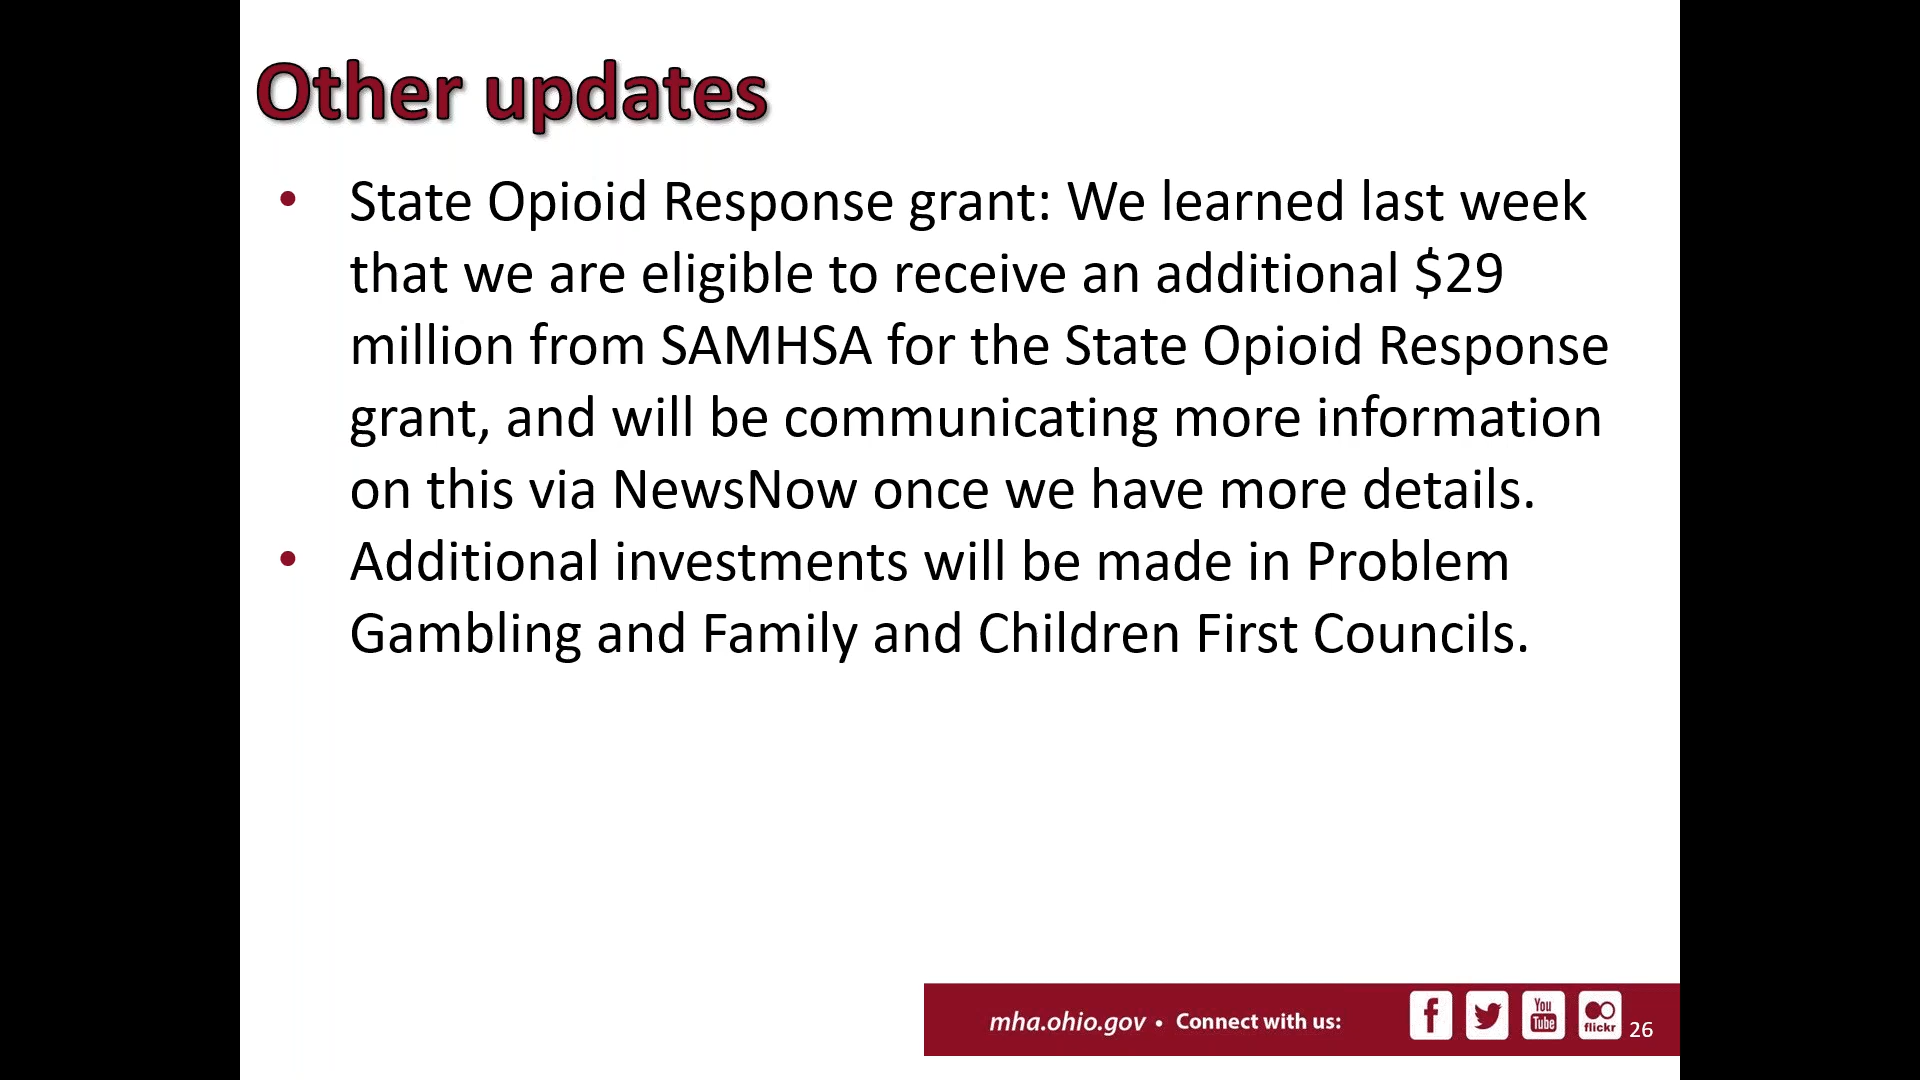 Other updates
• State Opioid Response grant: We learned last week
that we are eligible to receive an additional $29
million from SAMHSA for the State Opioid Response
grant, and will be communicating more information
on this via NewsNow once we have more details.
• Additional investments will be made in Problem
Gambling and Family and Children First Councils.
mha.ohio.gov • Connect with us:
f
You
Tube
flickr
26